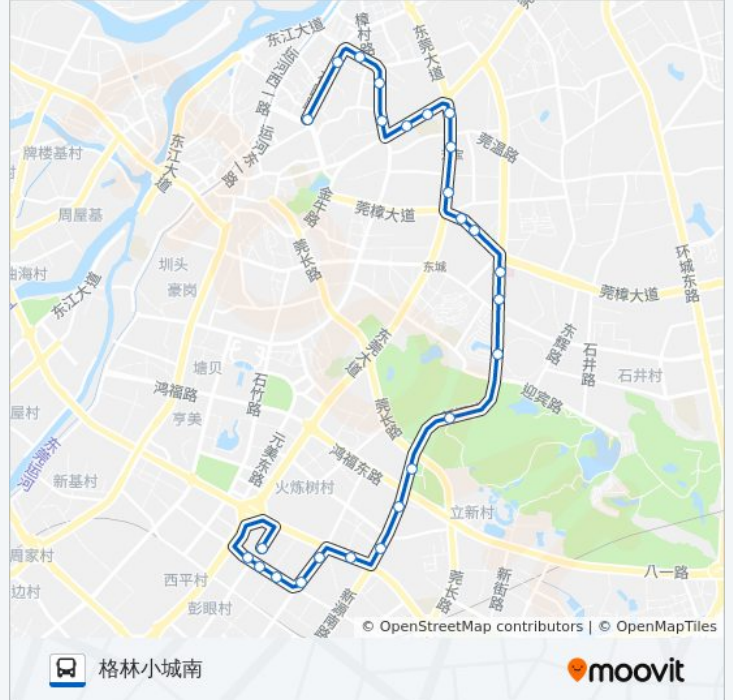 东江大道
樟村路
东莞大道
运河西一路
运河东一路
莞温路
东江大道
牌楼基村
金牛路
莞樟大道
周屋基
莞长路
环城东路
圳头
东城
油海村
豪岗
东江大道
莞樟大道
东辉路
石井路
东莞大道
塘贝
石井村
石竹路
鸿福路
迎宾路
莞长路
屋村
亨美
元美东路
鸿福东路
东莞运河
新基村
火炼树村
立新村
周家村
西平村
八一路
边村
彭眼村
新源南路
莞长路
新街路
© OpenStreetMap contributors | © OpenMapTiles
格林小城南
moovit